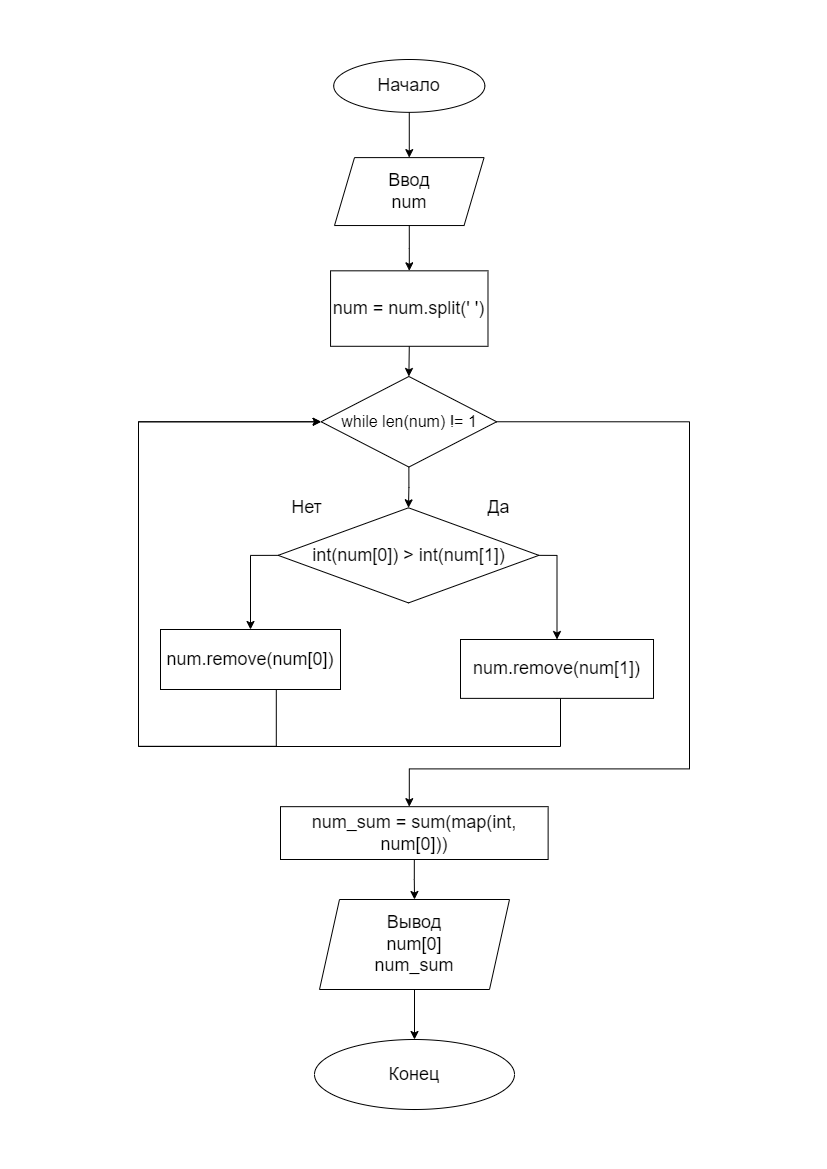 Начало
Ввод
num
num = num.split(' ')
while len(num) != 1
Нет
Да
int(num[0]) > int(num[1])
num.remove(num[0])
num.remove(num[1])
num_sum = sum(map(int,
num[0]))
Вывод
num[0]
num_sum
Конец